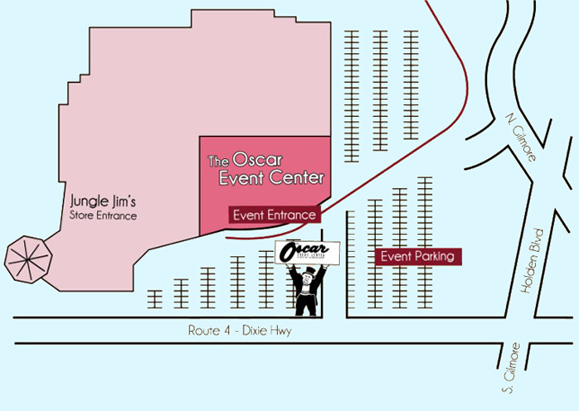 The Oscar
Event Center
Jungle Jim's
Store Entrance
Event Entrance
Oscar
EVENT CENTER
Event Parking
N. Gilmore
Holden Blvd
Route 4 - Dixie Hwy
S. Gilmore